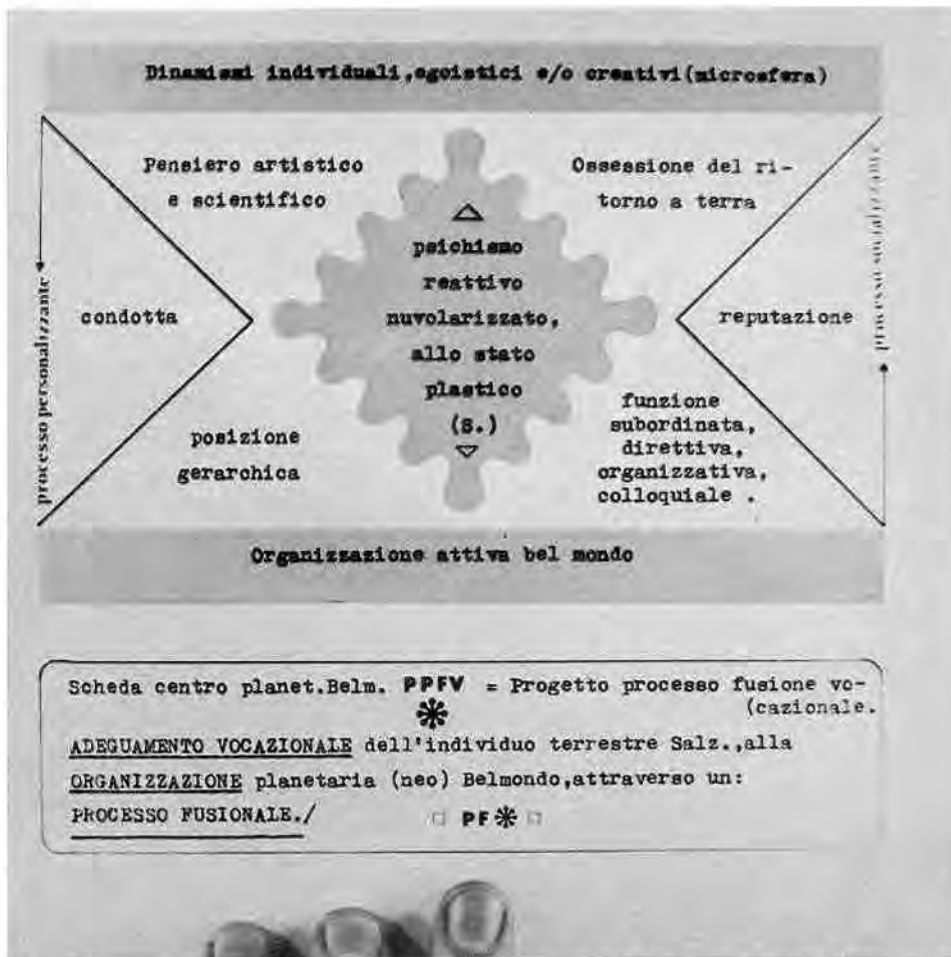 Dinamismi individuali,egoistici e/o creativi(microsfera)
Pensiero artistico
e scientifico
Ossessione del ri-
torno a terra
processo personalizzante
condotta
△
psichismo
reattivo
nuvolarizzato,
allo stato
plastico
(S.)
▽
reputazione
processo socializzante
posizione
gerarchica
funzione
subordinata,
direttiva,
organizzativa,
colloquiale .
Organizzazione attiva bel mondo
Scheda centro planet.Belm. PPFV = Progetto processo fusione vo-
(cazionale.
ADEGUAMENTO VOCAZIONALE dell'individuo terrestre Salz.,alla
ORGANIZZAZIONE planetaria (neo) Belmondo,attraverso un:
PROCESSO FUSIONALE./
□ PF✻ □